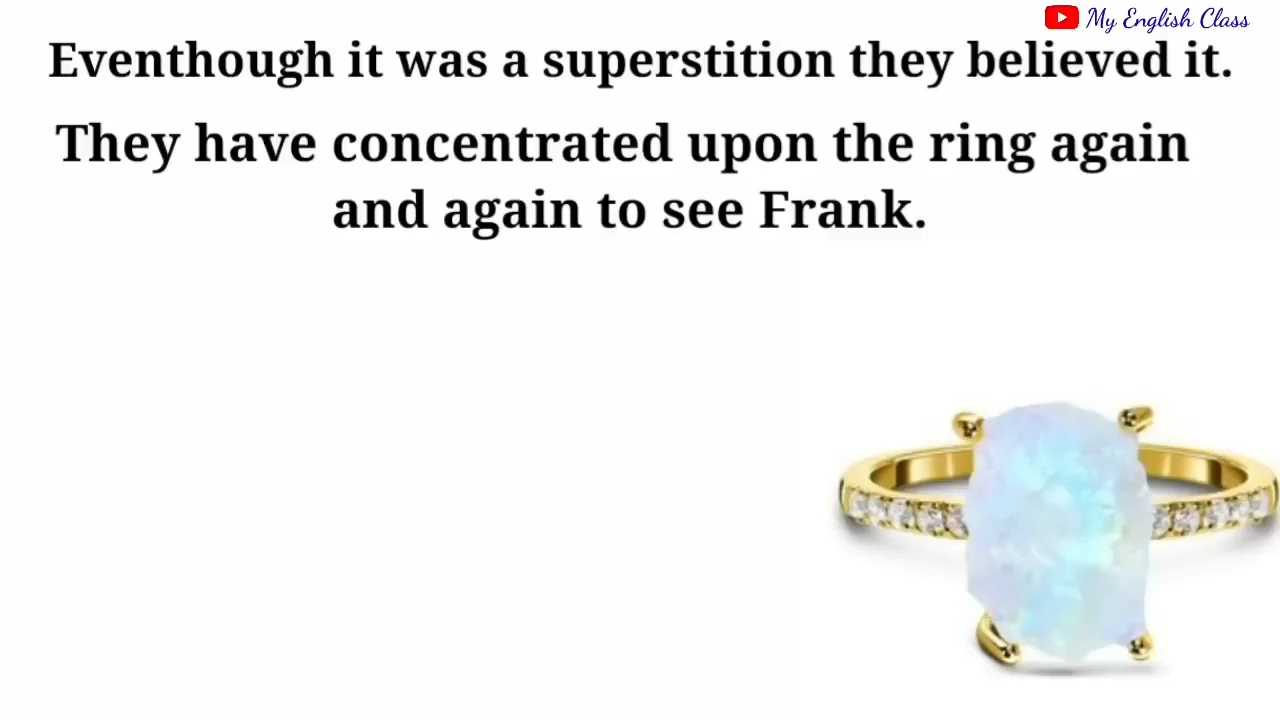 My English Class
Eventhough it was a superstition they believed it.
They have concentrated upon the ring again
and again to see Frank.